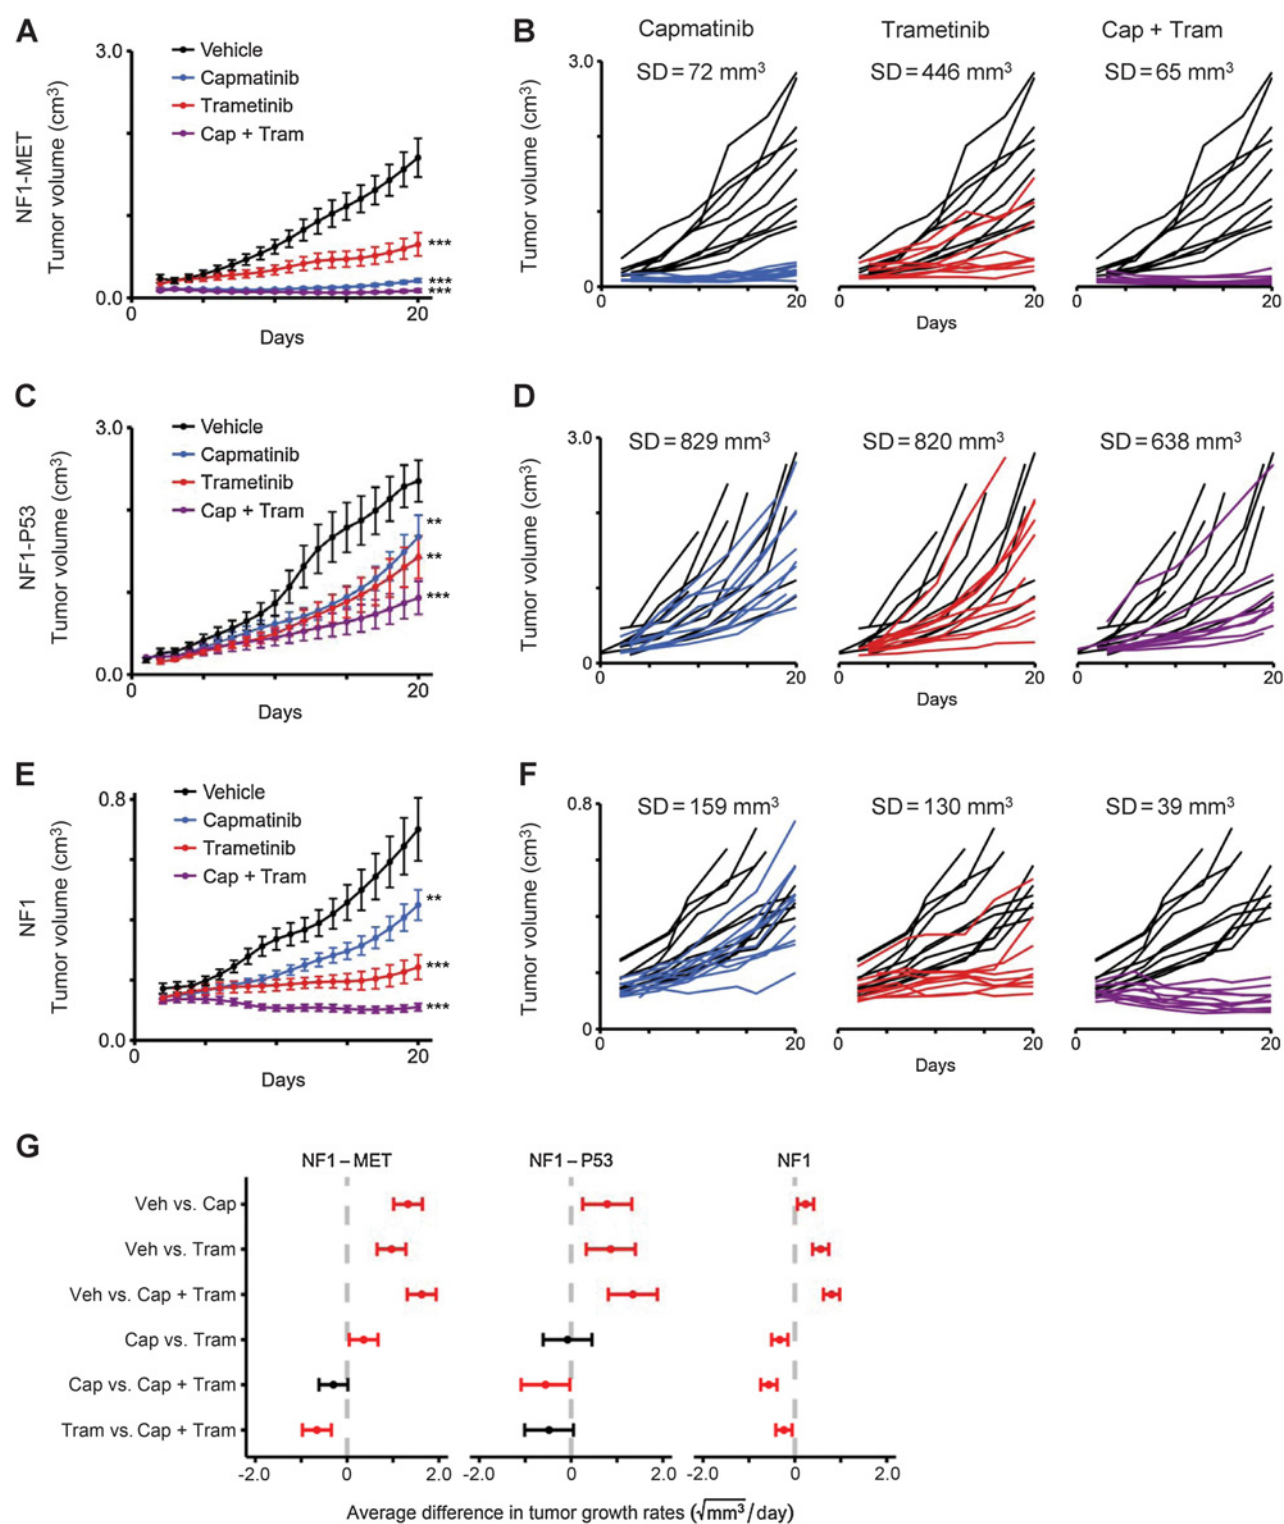 A
NF1-MET
Tumor volume (cm³)
3.0
0.0
0
20
Days
Vehicle
Capmatinib
Trametinib
Cap + Tram
***
***
***
B
Capmatinib
Trametinib
Cap + Tram
SD = 72 mm³
SD = 446 mm³
SD = 65 mm³
Tumor volume (cm³)
3.0
0
0
20
0
20
0
20
Days
C
NF1-P53
Tumor volume (cm³)
3.0
0.0
0
20
Days
Vehicle
Capmatinib
Trametinib
Cap + Tram
**
**
***
D
SD = 829 mm³
SD = 820 mm³
SD = 638 mm³
Tumor volume (cm³)
3.0
0
0
20
0
20
0
20
Days
E
NF1
Tumor volume (cm³)
0.8
0.0
0
20
Days
Vehicle
Capmatinib
Trametinib
Cap + Tram
**
***
***
F
SD = 159 mm³
SD = 130 mm³
SD = 39 mm³
Tumor volume (cm³)
0.8
0
0
20
0
20
0
20
Days
G
NF1 – MET
NF1 – P53
NF1
Veh vs. Cap
Veh vs. Tram
Veh vs. Cap + Tram
Cap vs. Tram
Cap vs. Cap + Tram
Tram vs. Cap + Tram
-2.0 0 2.0
-2.0 0 2.0
-2.0 0 2.0
Average difference in tumor growth rates (√mm³/day)